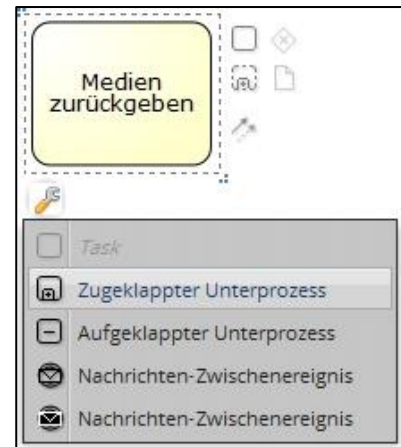 Medien
zurückgeben
Task
Zugeklappter Unterprozess
Aufgeklappter Unterprozess
Nachrichten-Zwischenereignis
Nachrichten-Zwischenereignis